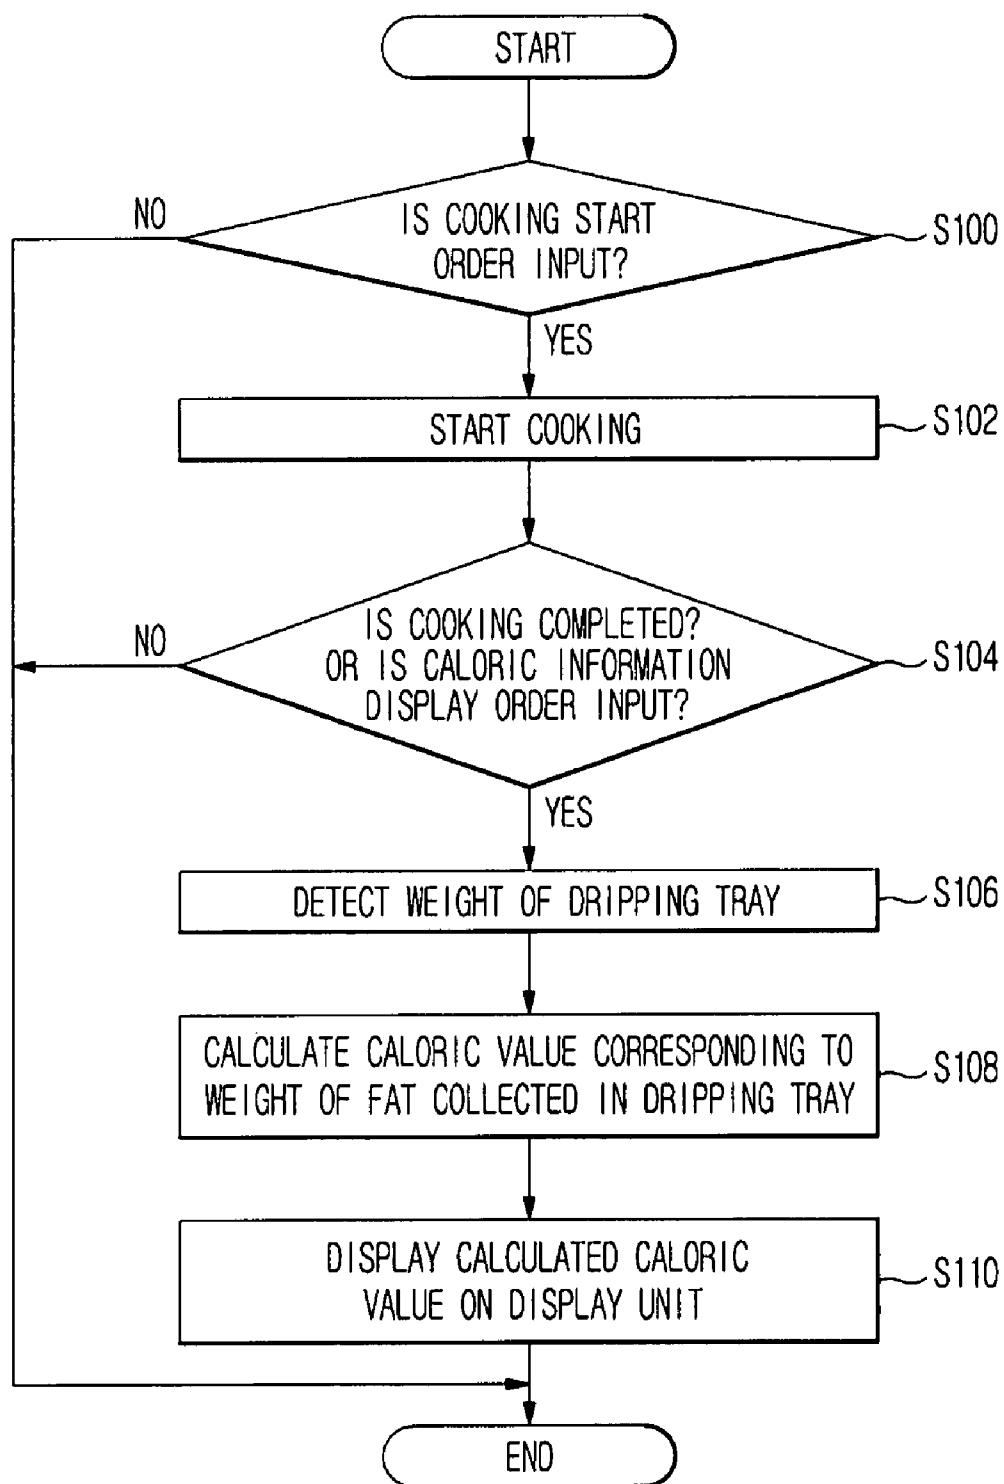 START
NO
IS COOKING START
ORDER INPUT?
S100
YES
START COOKING
S102
NO
IS COOKING COMPLETED?
OR IS CALORIC INFORMATION
DISPLAY ORDER INPUT?
S104
YES
DETECT WEIGHT OF DRIPPING TRAY
S106
CALCULATE CALORIC VALUE CORRESPONDING TO
WEIGHT OF FAT COLLECTED IN DRIPPING TRAY
S108
DISPLAY CALCULATED CALORIC
VALUE ON DISPLAY UNIT
S110
END